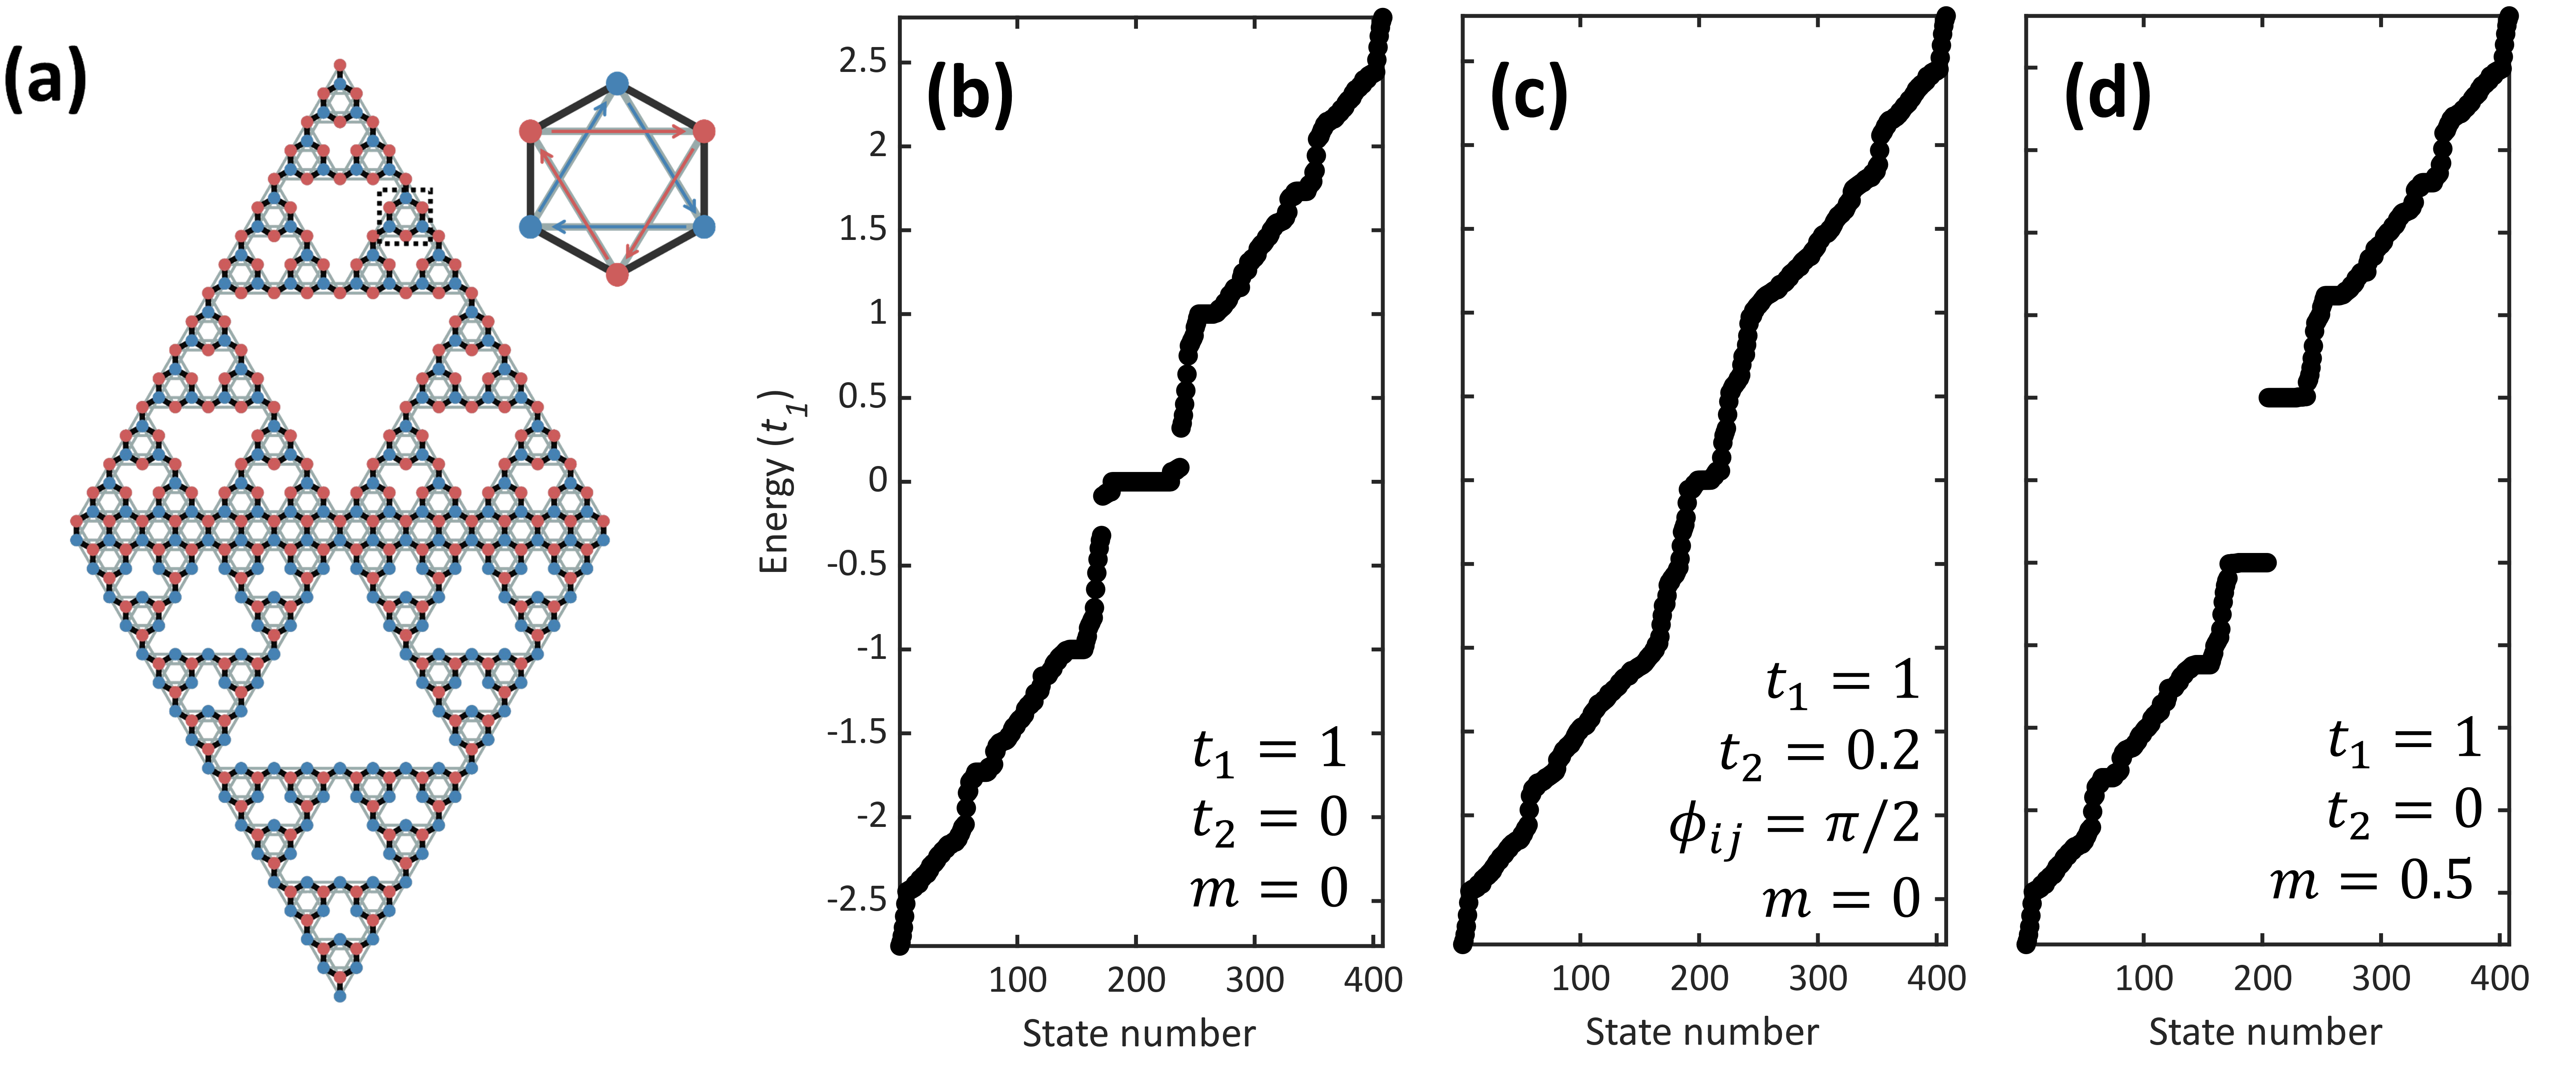 (a)
(b)
(c)
(d)
Energy (t₁)
2.5
2
1.5
1
0.5
0
-0.5
-1
-1.5
-2
-2.5
t₁ = 1
t₂ = 0
m = 0
100 200 300 400
State number
t₁ = 1
t₂ = 0.2
ϕᵢⱼ = π/2
m = 0
100 200 300 400
State number
t₁ = 1
t₂ = 0
m = 0.5
100 200 300 400
State number